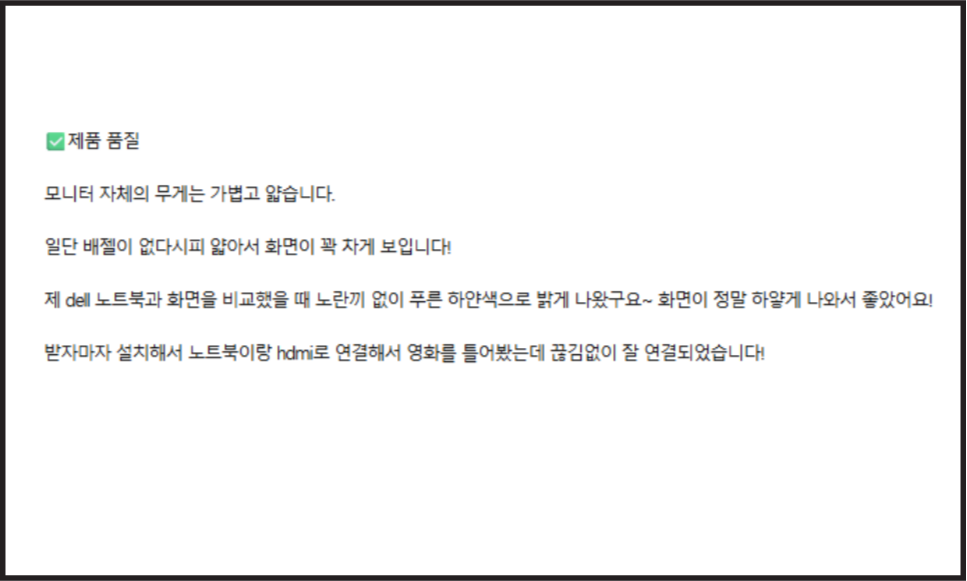 ✅제품 품질
모니터 자체의 무게는 가볍고 얇습니다.
일단 배젤이 없다시피 얇아서 화면이 꽉 차게 보입니다!
제 dell 노트북과 화면을 비교했을 때 노란끼 없이 푸른 하얀색으로 밝게 나왔구요~ 화면이 정말 하얗게 나와서 좋았어요!
받자마자 설치해서 노트북이랑 hdmi로 연결해서 영화를 틀어봤는데 끊김없이 잘 연결되었습니다!